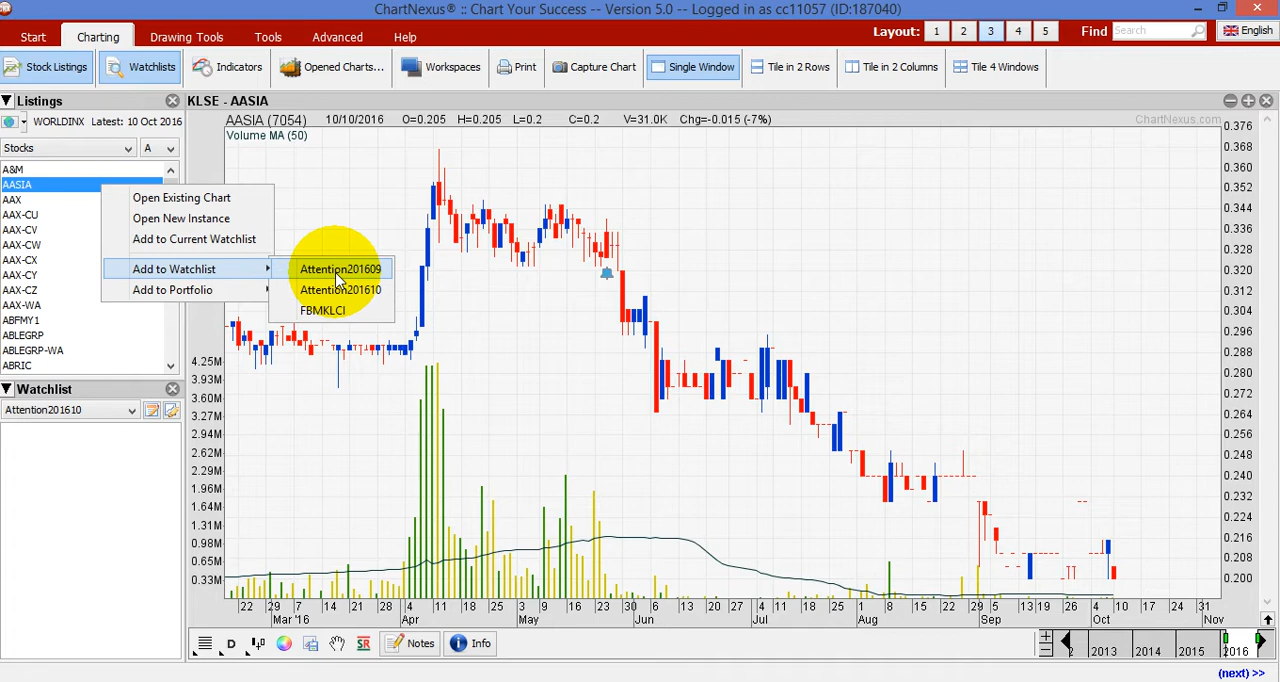 ChartNexus® :: Chart Your Success -- Version 5.0 -- Logged in as cc11057 (ID:187040)
Start Charting Drawing Tools Tools Advanced Help Layout: 1 2 3 4 5 Find Search English
Stock Listings Watchlists Indicators Opened Charts... Workspaces Print Capture Chart Single Window Tile in 2 Rows Tile in 2 Columns Tile 4 Windows
Listings
WORLDINX Latest: 10 Oct 2016
Stocks A
A&M
AASIA
AAX
AAX-CU
AAX-CV
AAX-CW
AAX-CX
AAX-CY
AAX-CZ
AAX-WA
ABFMY1
ABLEGRP
ABLEGRP-WA
ABRIC
Open Existing Chart
Open New Instance
Add to Current Watchlist
Add to Watchlist
Add to Portfolio
Attention201609
Attention201610
FBMKLCI
Watchlist
Attention201610
KLSE - AASIA
AASIA (7054) 10/10/2016 O=0.205 H=0.205 L=0.2 C=0.2 V=31.0K Chg=-0.015 (-7%) ChartNexus.com
Volume MA (50)
0.376
0.368
0.360
0.352
0.344
0.336
0.328
0.320
0.312
0.304
0.296
0.288
0.280
0.272
0.264
0.256
0.248
0.240
0.232
0.224
0.216
0.208
0.200
4.25M
3.93M
3.60M
3.27M
2.94M
2.62M
2.29M
1.96M
1.64M
1.31M
0.98M
0.65M
0.33M
22 29 7 14 21 28 4 11 18 25 3 9 16 23 30 6 13 20 27 4 11 18 25 1 8 15 22 29 5 13 19 26 4 10 17 24 31
Mar '16 Apr May Jun Jul Aug Sep Oct Nov
D SR Notes Info
2 2013 2014 2015 2016
(next) >>